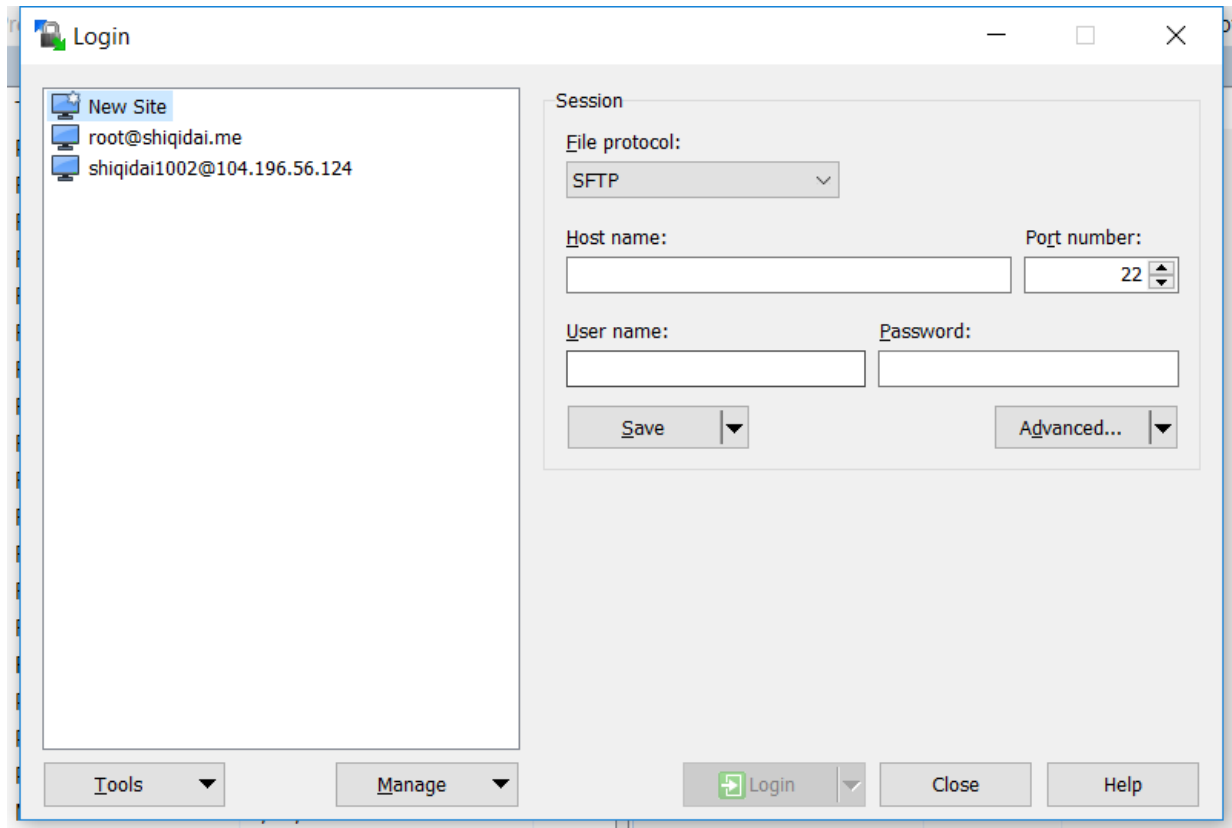 Login
New Site
root@shiqidai.me
shiqidai1002@104.196.56.124
Session
File protocol:
SFTP
Host name:
Port number:
22
User name:
Password:
Save
Advanced...
Tools
Manage
Login
Close
Help